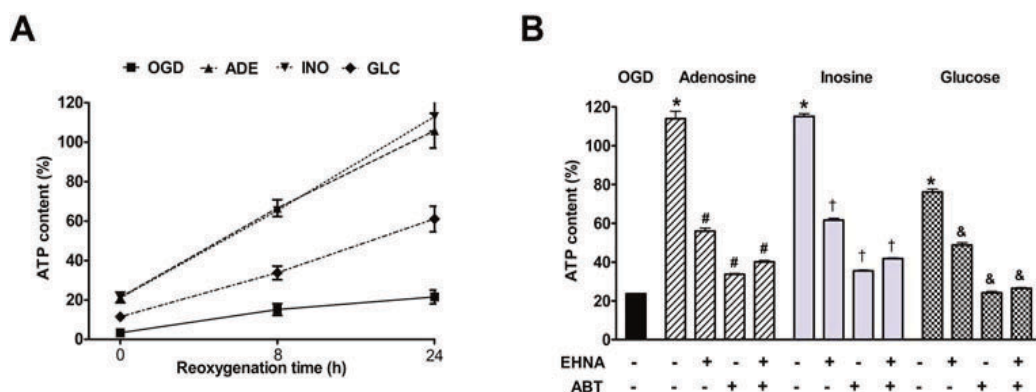 A
OGD ADE INO GLC
ATP content (%)
120
100
80
60
40
20
0
0 8 24
Reoxygenation time (h)
B
OGD Adenosine Inosine Glucose
ATP content (%)
120
100
80
60
40
20
0
* # # # * † † † * & & &
EHNA - - + - + - + - + - + - +
ABT - - - + + - - + + - - + +